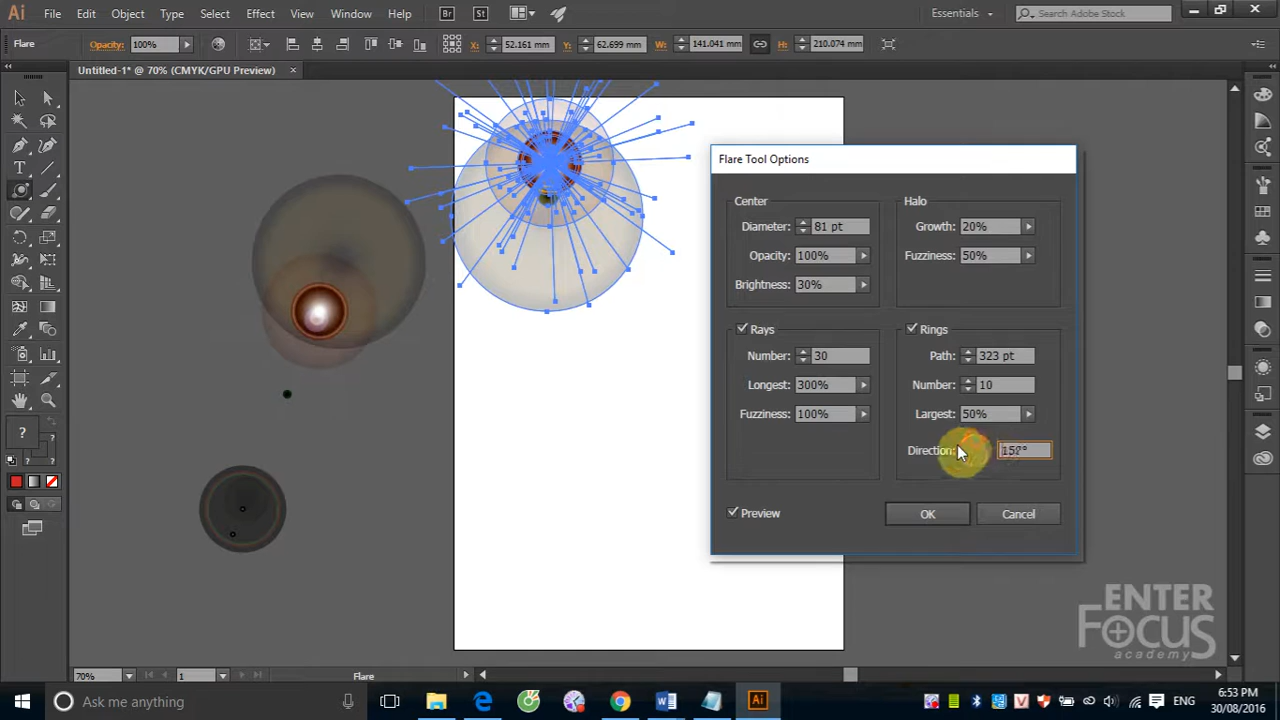 Ai File Edit Object Type Select Effect View Window Help Br St Essentials Search Adobe Stock
Flare Opacity: 100% X: 52.161 mm Y: 62.699 mm W: 141.041 mm H: 210.074 mm
Untitled-1* @ 70% (CMYK/GPU Preview) ×
Flare Tool Options
Center
Diameter: 81 pt
Opacity: 100%
Brightness: 30%
Halo
Growth: 20%
Fuzziness: 50%
Rays
Number: 30
Longest: 300%
Fuzziness: 100%
Rings
Path: 323 pt
Number: 10
Largest: 50%
Direction: 152°
Preview
OK
Cancel
T
?
ENTER
FOCUS
academy
70% 1 Flare
Ask me anything
W
Ai
V
ENG
6:53 PM
30/08/2016